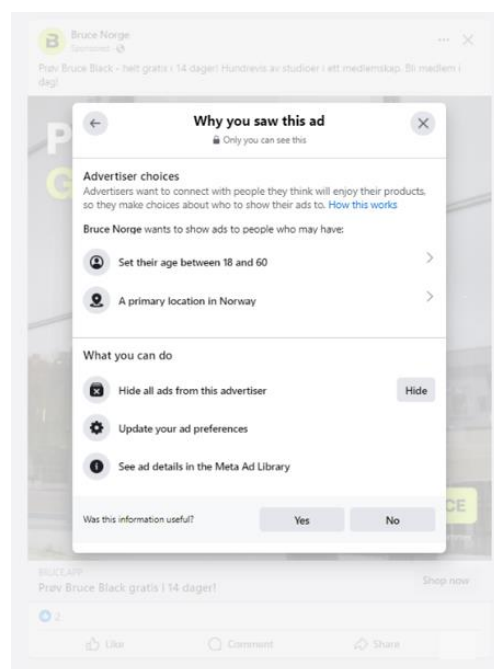 Bruce Norge
Sponsored ·
Prøv Bruce Black - helt gratis i 14 dager! Hundrevis av studioer i ett medlemskap. Bli medlem i
dag!
P
G
Why you saw this ad
Only you can see this
Advertiser choices
Advertisers want to connect with people they think will enjoy their products,
so they make choices about who to show their ads to. How this works
Bruce Norge wants to show ads to people who may have:
Set their age between 18 and 60
A primary location in Norway
What you can do
Hide all ads from this advertiser
Hide
Update your ad preferences
See ad details in the Meta Ad Library
Was this information useful?
Yes
No
CE
BRUCE.APP
Prøv Bruce Black gratis i 14 dager!
Shop now
2
Like
Comment
Share